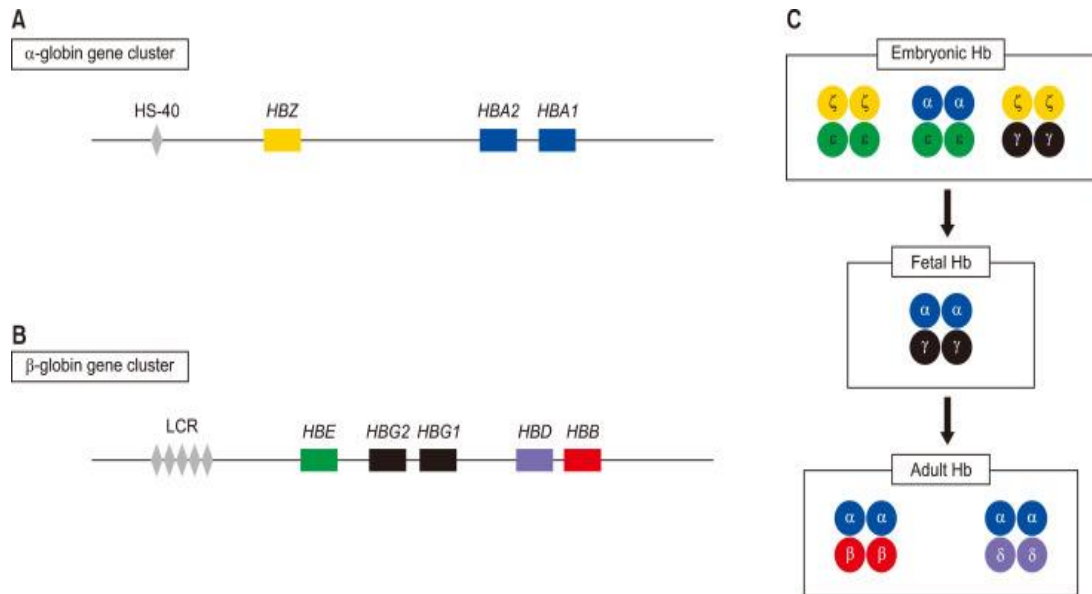 A
α-globin gene cluster
HS-40
HBZ
HBA2
HBA1
B
β-globin gene cluster
LCR
HBE
HBG2
HBG1
HBD
HBB
C
Embryonic Hb
ζ ζ α α ζ ζ
ε ε ε ε γ γ
Fetal Hb
α α
γ γ
Adult Hb
α α α α
β β δ δ